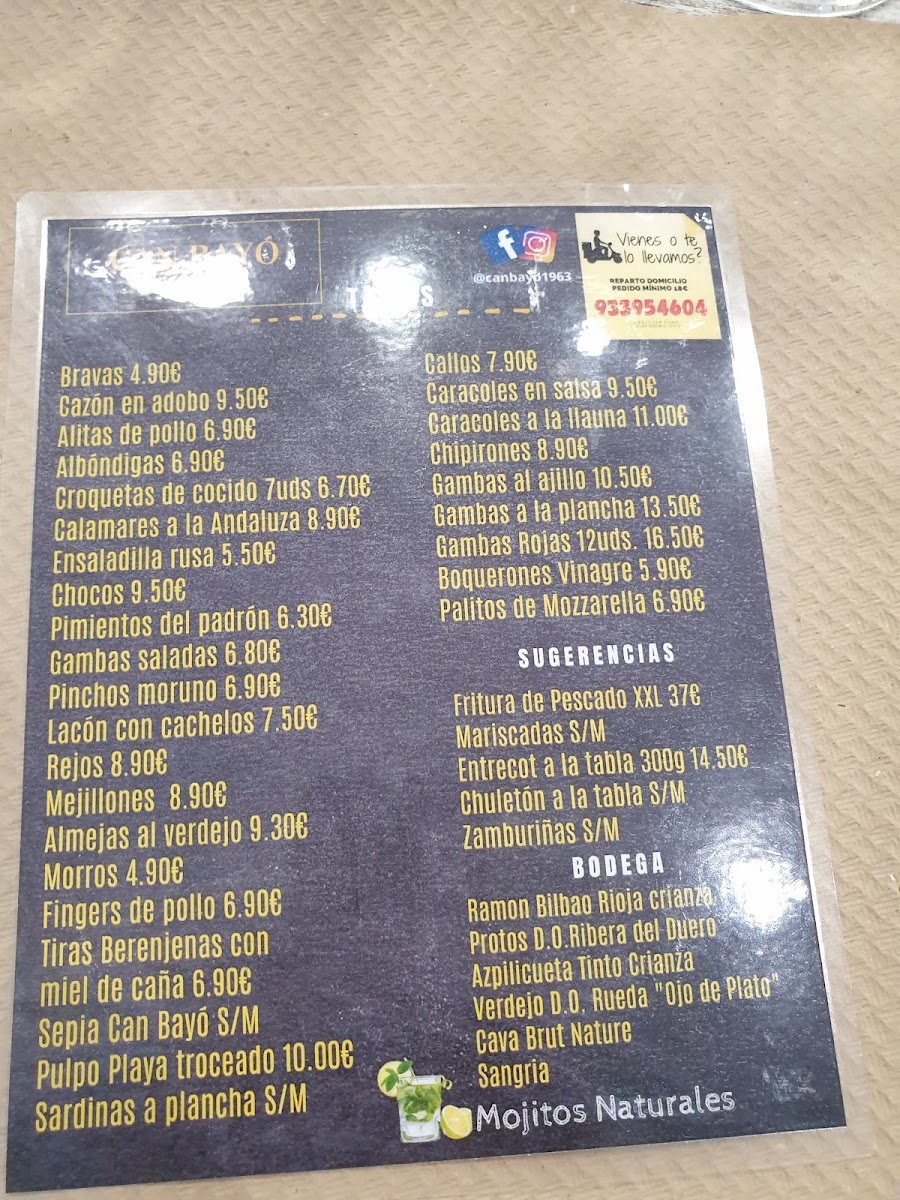 CAN BAYÓ
@canbayo1963
Vienes o te
lo llevamos?
REPARTO DOMICILIO
PEDIDO MÍNIMO 18€
933954604
Bravas 4.90€
Cazón en adobo 9.50€
Alitas de pollo 6.90€
Albóndigas 6.90€
Croquetas de cocido 7uds 6.70€
Calamares a la Andaluza 8.90€
Ensaladilla rusa 5.50€
Chocos 9.50€
Pimientos del padrón 6.30€
Gambas saladas 6.80€
Pinchos moruno 6.90€
Lacón con cachelos 7.50€
Rejos 8.90€
Mejillones 8.90€
Almejas al verdejo 9.30€
Morros 4.90€
Fingers de pollo 6.90€
Tiras Berenjenas con
miel de caña 6.90€
Sepia Can Bayó S/M
Pulpo Playa troceado 10.00€
Sardinas a plancha S/M
Callos 7.90€
Caracoles en salsa 9.50€
Caracoles a la llauna 11.00€
Chipirones 8.90€
Gambas al ajillo 10.50€
Gambas a la plancha 13.50€
Gambas Rojas 12uds. 16.50€
Boquerones Vinagre 5.90€
Palitos de Mozzarella 6.90€
SUGERENCIAS
Fritura de Pescado XXL 37€
Mariscadas S/M
Entrecot a la tabla 300g 14.50€
Chuletón a la tabla S/M
Zamburiñas S/M
BODEGA
Ramon Bilbao Rioja crianza
Protos D.O.Ribera del Duero
Azpilicueta Tinto Crianza
Verdejo D.O. Rueda "Ojo de Plato"
Cava Brut Nature
Sangria
Mojitos Naturales